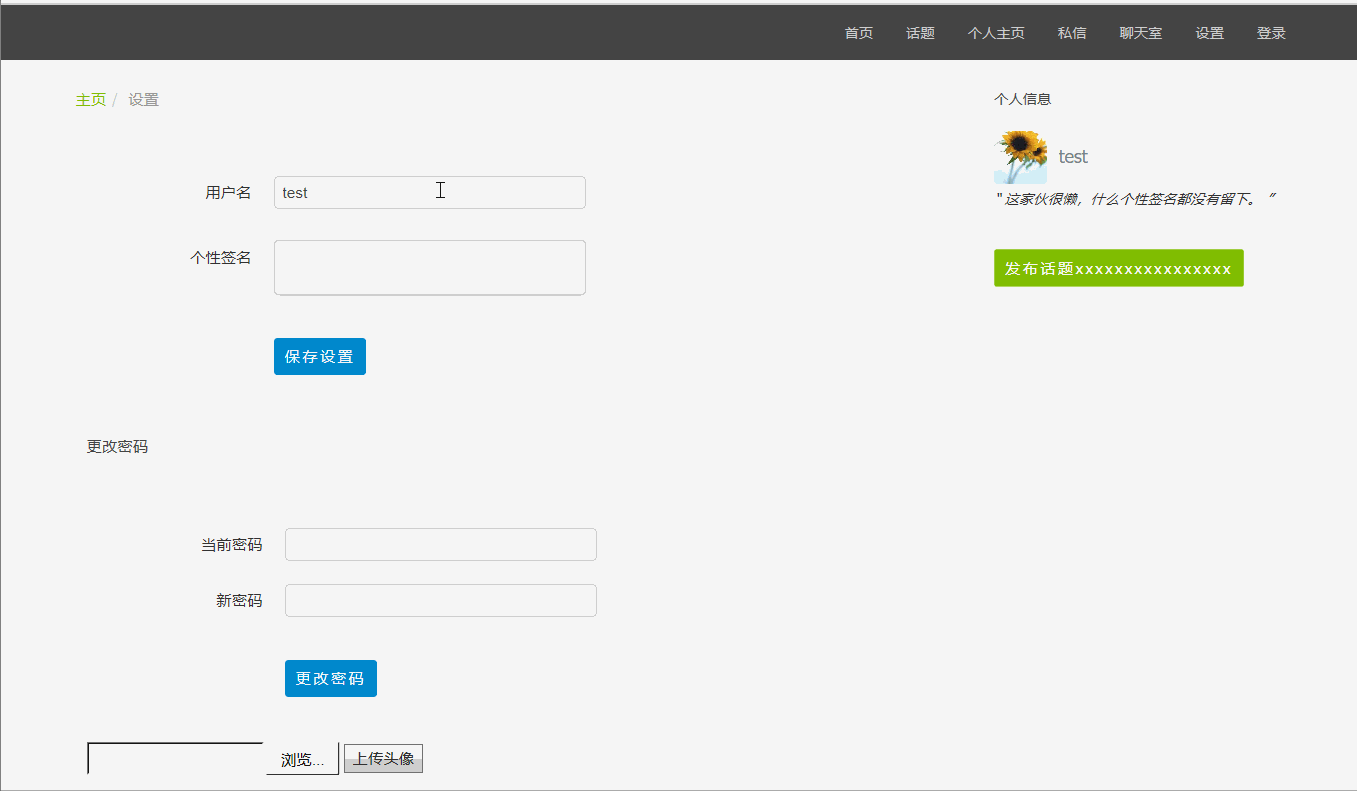 首页 话题 个人主页 私信 聊天室 设置 登录
主页 / 设置
个人信息
test
" 这家伙很懒，什么个性签名都没有留下。 "
发布话题xxxxxxxxxxxxxxxx
用户名 test
个性签名
保存设置
更改密码
当前密码
新密码
更改密码
浏览... 上传头像